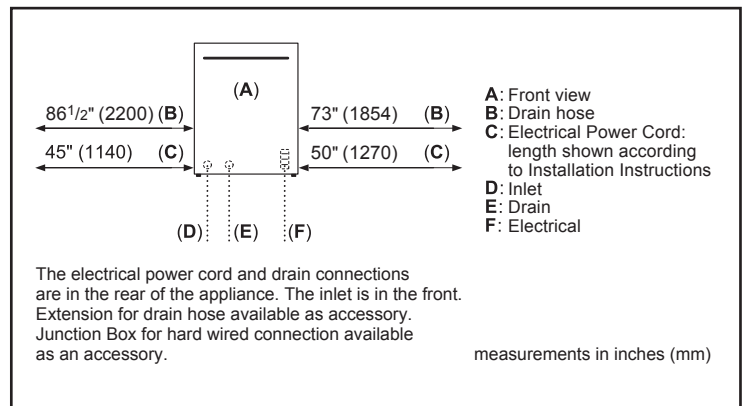 (A)
86 1/2" (2200) (B)
73" (1854) (B)
45" (1140) (C)
50" (1270) (C)
(D) (E) (F)
A: Front view
B: Drain hose
C: Electrical Power Cord:
length shown according
to Installation Instructions
D: Inlet
E: Drain
F: Electrical
The electrical power cord and drain connections
are in the rear of the appliance. The inlet is in the front.
Extension for drain hose available as accessory.
Junction Box for hard wired connection available
as an accessory.
measurements in inches (mm)